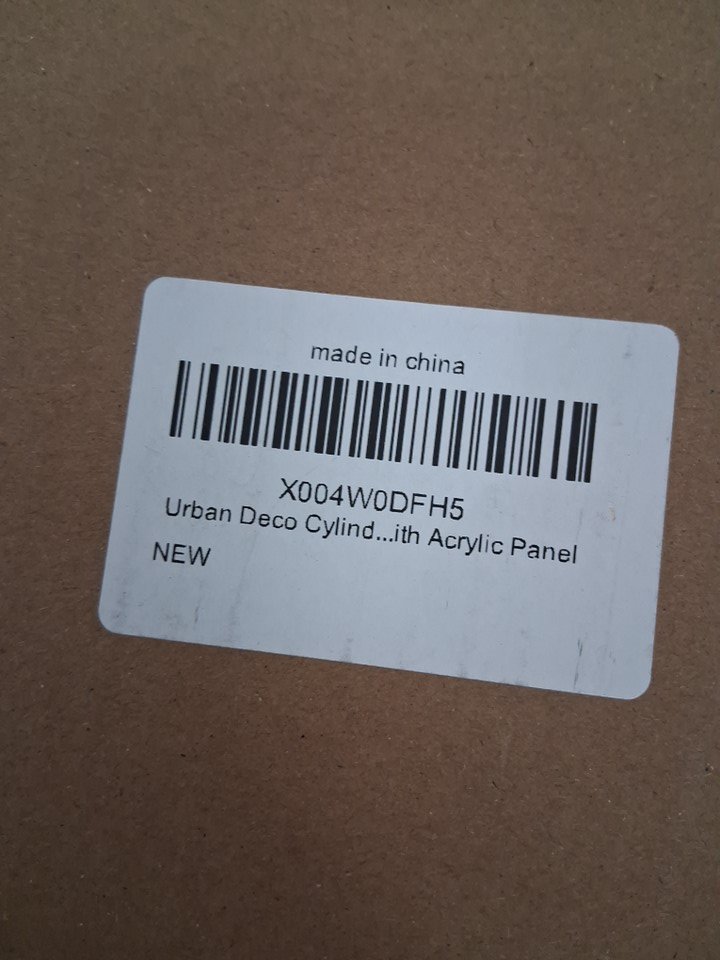 made in china
X004W0DFH5
Urban Deco Cylind...ith Acrylic Panel
NEW